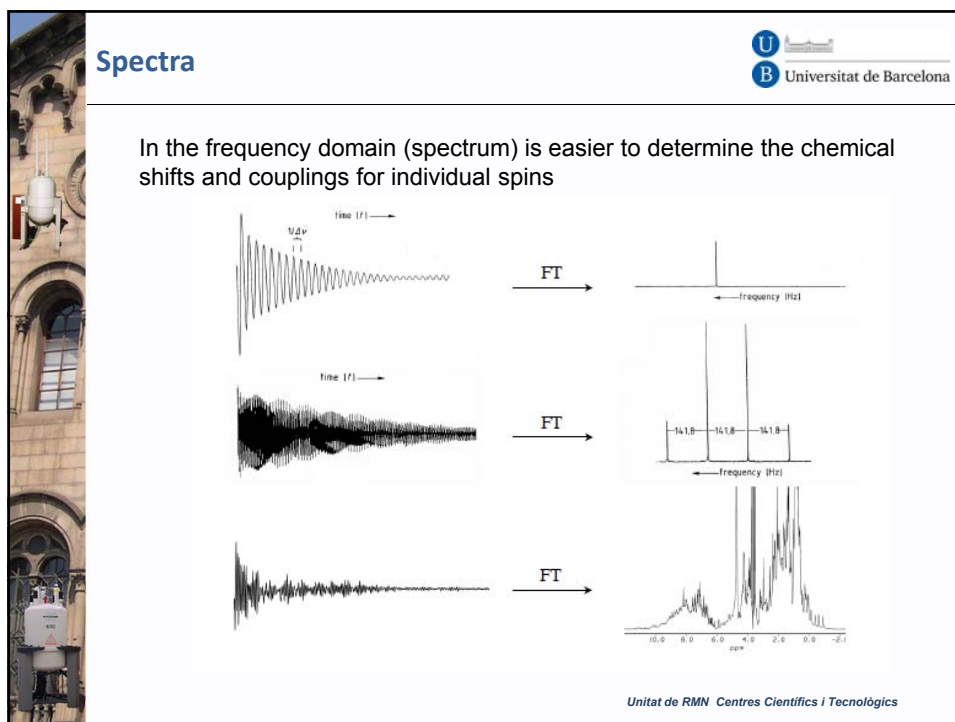 Spectra
U
B Universitat de Barcelona
In the frequency domain (spectrum) is easier to determine the chemical
shifts and couplings for individual spins
time (t)
1/Δν
FT
frequency (Hz)
time (t)
FT
141,8 141,8 141,8
frequency (Hz)
FT
10.0 8.0 6.0 4.0 2.0 0.0 -2.
ppm
Unitat de RMN Centres Científics i Tecnològics